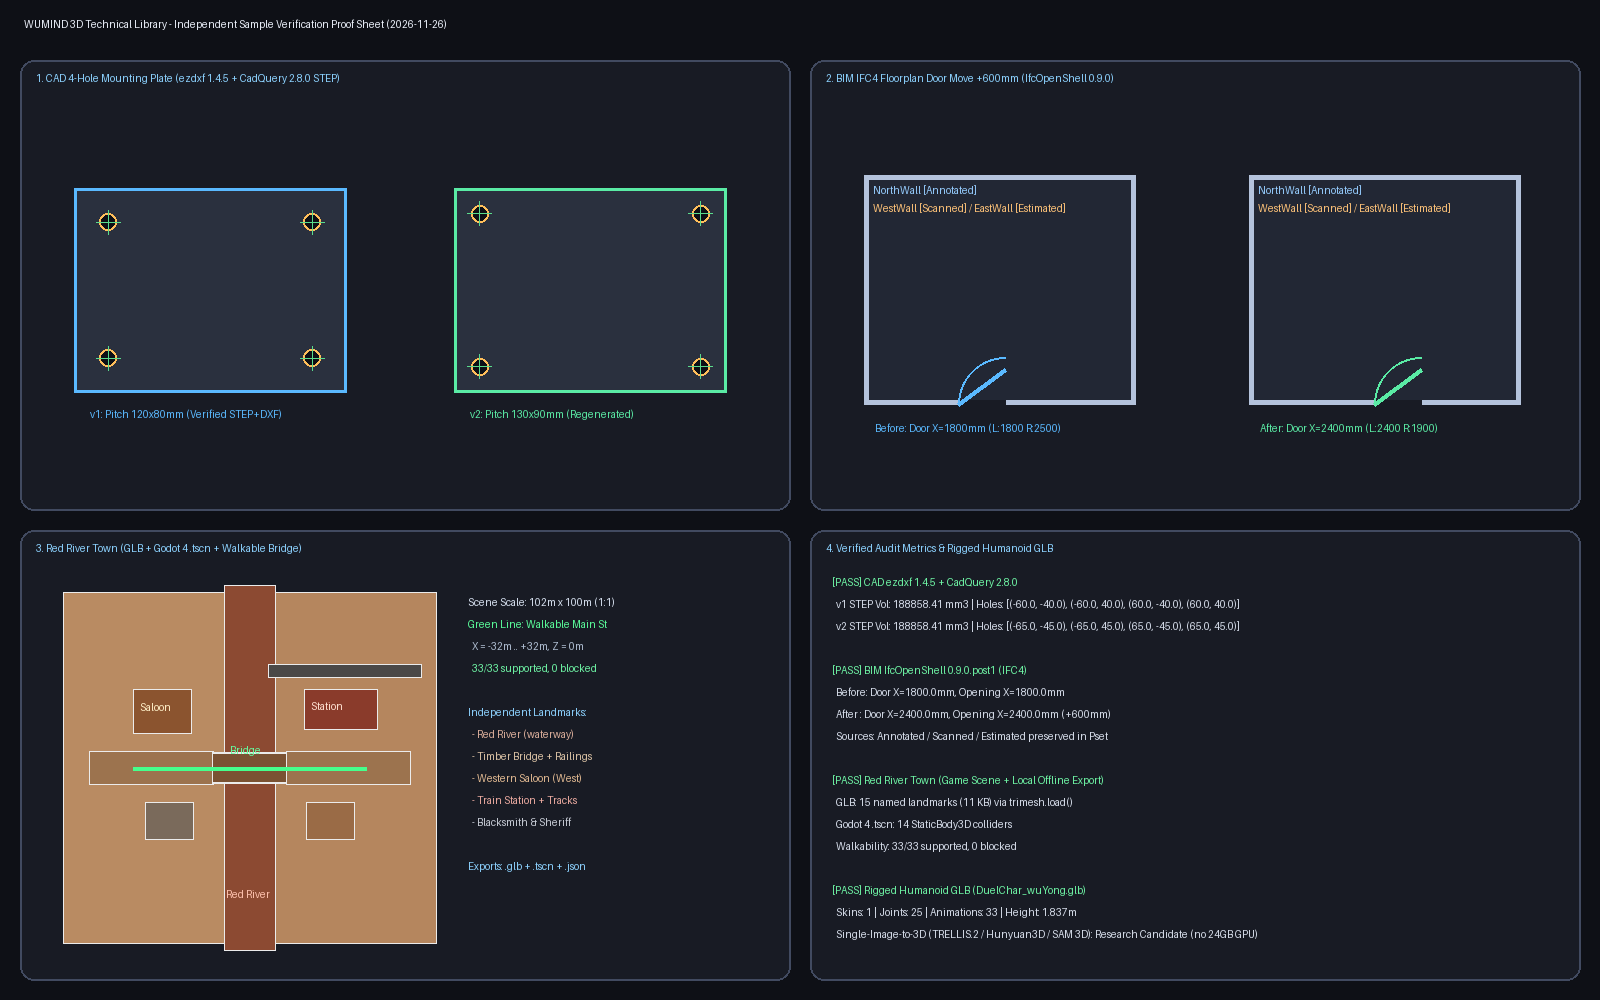 WUMIND 3D Technical Library - Independent Sample Verification Proof Sheet (2026-11-26)
1. CAD 4-Hole Mounting Plate (ezdxf 1.4.5 + CadQuery 2.8.0 STEP)
v1: Pitch 120x80mm (Verified STEP+DXF)
v2: Pitch 130x90mm (Regenerated)
2. BIM IFC4 Floorplan Door Move +600mm (IfcOpenShell 0.9.0)
NorthWall [Annotated]
WestWall [Scanned] / EastWall [Estimated]
Before: Door X=1800mm (L:1800 R:2500)
NorthWall [Annotated]
WestWall [Scanned] / EastWall [Estimated]
After: Door X=2400mm (L:2400 R:1900)
3. Red River Town (GLB + Godot 4 .tscn + Walkable Bridge)
Saloon
Station
Bridge
Red River
Scene Scale: 102m x 100m (1:1)
Green Line: Walkable Main St
X = -32m .. +32m, Z = 0m
33/33 supported, 0 blocked
Independent Landmarks:
- Red River (waterway)
- Timber Bridge + Railings
- Western Saloon (West)
- Train Station + Tracks
- Blacksmith & Sheriff
Exports: .glb + .tscn + .json
4. Verified Audit Metrics & Rigged Humanoid GLB
[PASS] CAD ezdxf 1.4.5 + CadQuery 2.8.0
v1 STEP Vol: 188858.41 mm3 | Holes: [(-60.0, -40.0), (-60.0, 40.0), (60.0, -40.0), (60.0, 40.0)]
v2 STEP Vol: 188858.41 mm3 | Holes: [(-65.0, -45.0), (-65.0, 45.0), (65.0, -45.0), (65.0, 45.0)]
[PASS] BIM IfcOpenShell 0.9.0.post1 (IFC4)
Before: Door X=1800.0mm, Opening X=1800.0mm
After : Door X=2400.0mm, Opening X=2400.0mm (+600mm)
Sources: Annotated / Scanned / Estimated preserved in Pset
[PASS] Red River Town (Game Scene + Local Offline Export)
GLB: 15 named landmarks (11 KB) via trimesh.load()
Godot 4 .tscn: 14 StaticBody3D colliders
Walkability: 33/33 supported, 0 blocked
[PASS] Rigged Humanoid GLB (DuelChar_wuYong.glb)
Skins: 1 | Joints: 25 | Animations: 33 | Height: 1.837m
Single-Image-to-3D (TRELLIS.2 / Hunyuan3D / SAM 3D): Research Candidate (no 24GB GPU)